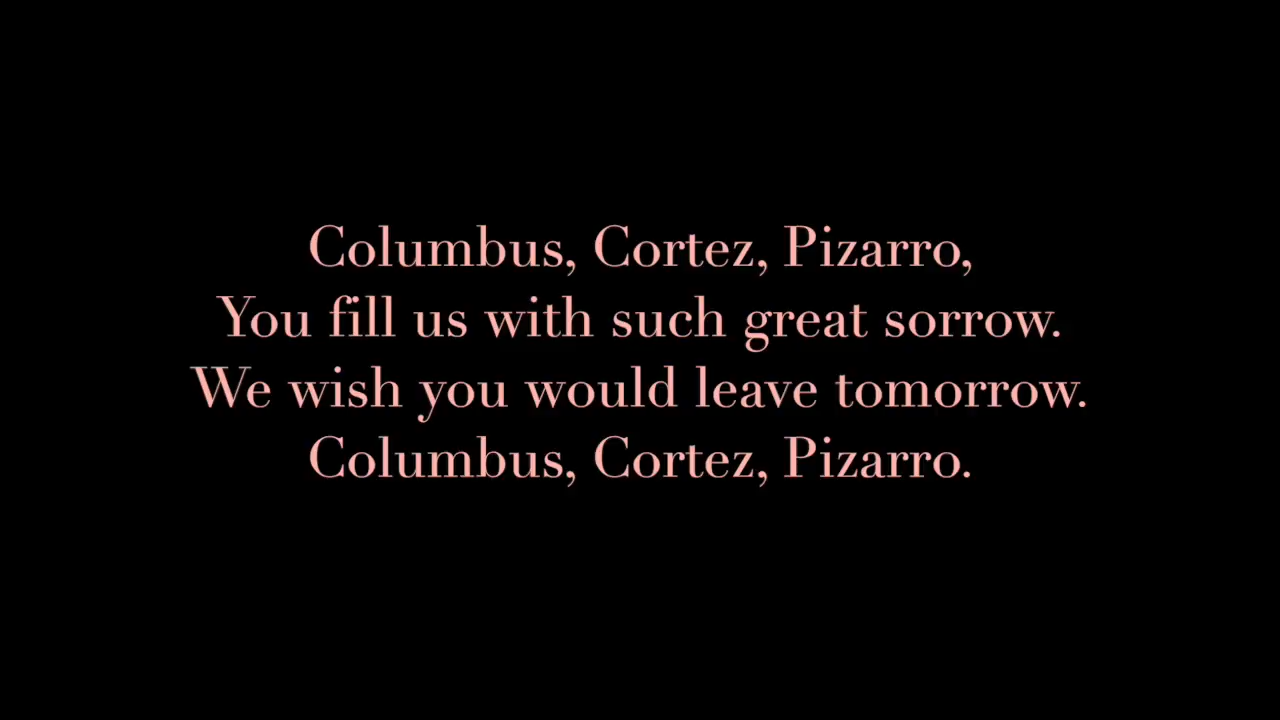 Columbus, Cortez, Pizarro,
You fill us with such great sorrow.
We wish you would leave tomorrow.
Columbus, Cortez, Pizarro.